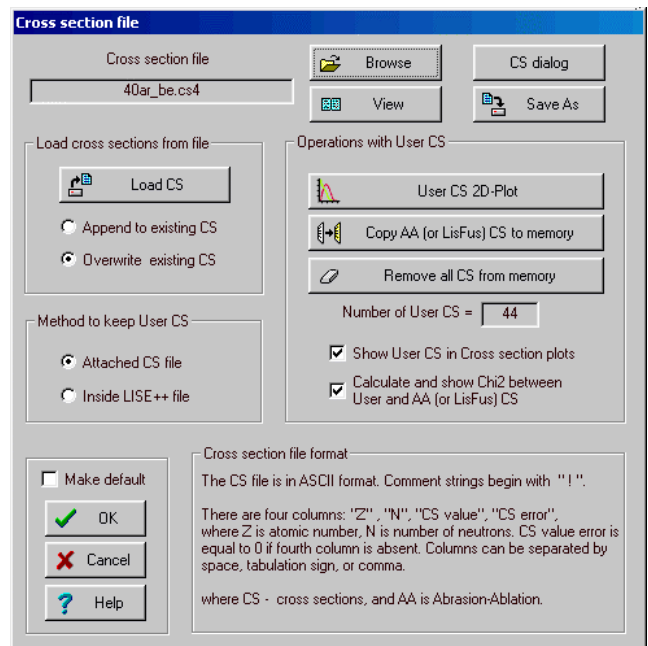 Cross section file
Cross section file
40ar_be.cs4
Browse
CS dialog
View
Save As
Load cross sections from file
Load CS
Append to existing CS
Overwrite existing CS
Method to keep User CS
Attached CS file
Inside LISE++ file
Operations with User CS
User CS 2D-Plot
Copy AA (or LisFus) CS to memory
Remove all CS from memory
Number of User CS = 44
Show User CS in Cross section plots
Calculate and show Chi2 between
User and AA (or LisFus) CS
Make default
OK
Cancel
Help
Cross section file format
The CS file is in ASCII format. Comment strings begin with "!".
There are four columns: "Z", "N", "CS value", "CS error",
where Z is atomic number, N is number of neutrons. CS value error is
equal to 0 if fourth column is absent. Columns can be separated by
space, tabulation sign, or comma.
where CS - cross sections, and AA is Abrasion-Ablation.